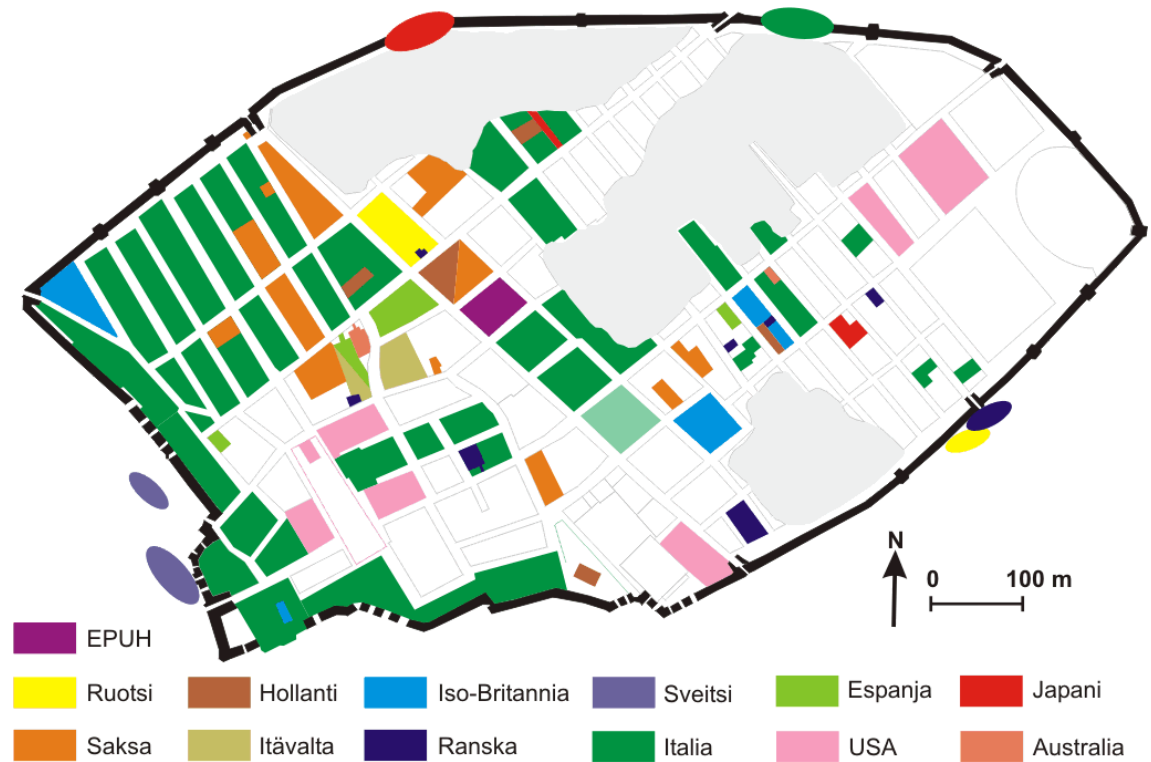 N
0 100 m
EPUH
Ruotsi Hollanti Iso-Britannia Sveitsi Espanja Japani
Saksa Itävalta Ranska Italia USA Australia